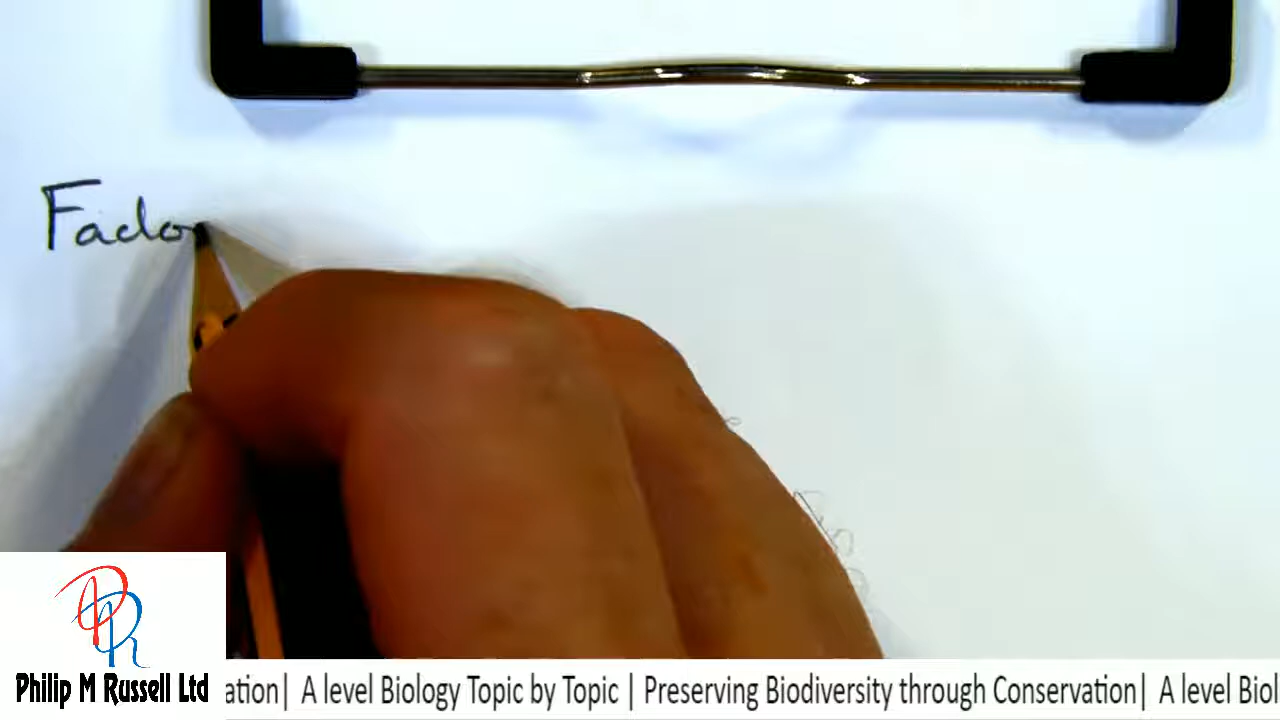 Facto
Philip M Russell Ltd
ation| A level Biology Topic by Topic | Preserving Biodiversity through Conservation| A level Biol